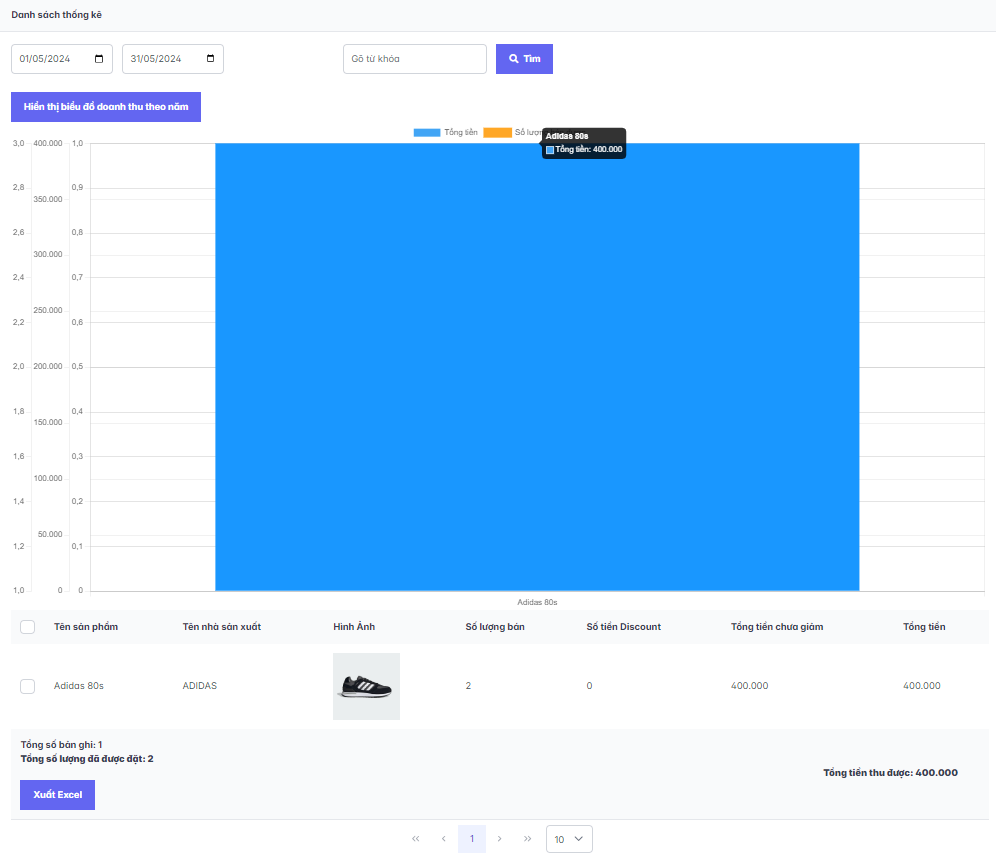 Danh sách thống kê
01/05/2024 31/05/2024 Gõ từ khóa Tìm
Hiển thị biểu đồ doanh thu theo năm
Tổng tiền Số lượn
Adidas 80s
Tổng tiền: 400.000
3,0 400.000 1,0
2,8 0,9
350.000
2,6 0,8
300.000
2,4 0,7
250.000
2,2 0,6
2,0 200.000 0,5
1,8 0,4
150.000
1,6 0,3
100.000
1,4 0,2
50.000
1,2 0,1
1,0 0 0
Adidas 80s
Tên sản phẩm Tên nhà sản xuất Hình Ảnh Số lượng bán Số tiền Discount Tổng tiền chưa giảm Tổng tiền
Adidas 80s ADIDAS 2 0 400.000 400.000
Tổng số bản ghi: 1
Tổng số lượng đã được đặt: 2
Tổng tiền thu được: 400.000
Xuất Excel
« ‹ 1 › » 10